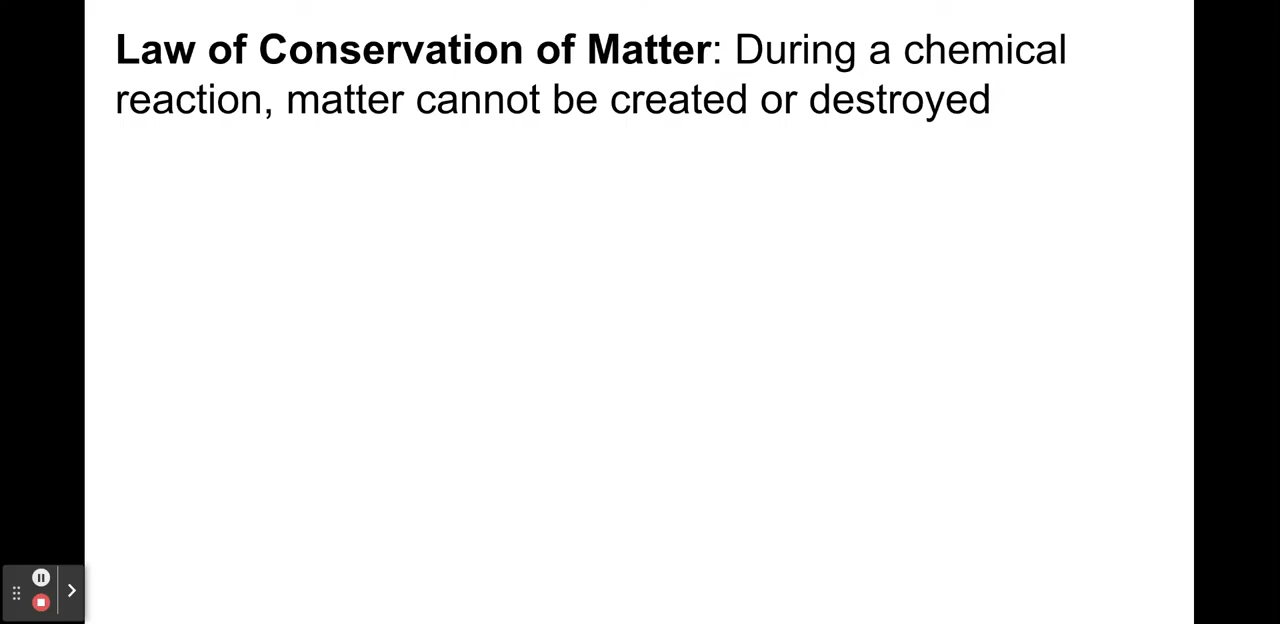 Law of Conservation of Matter: During a chemical
reaction, matter cannot be created or destroyed